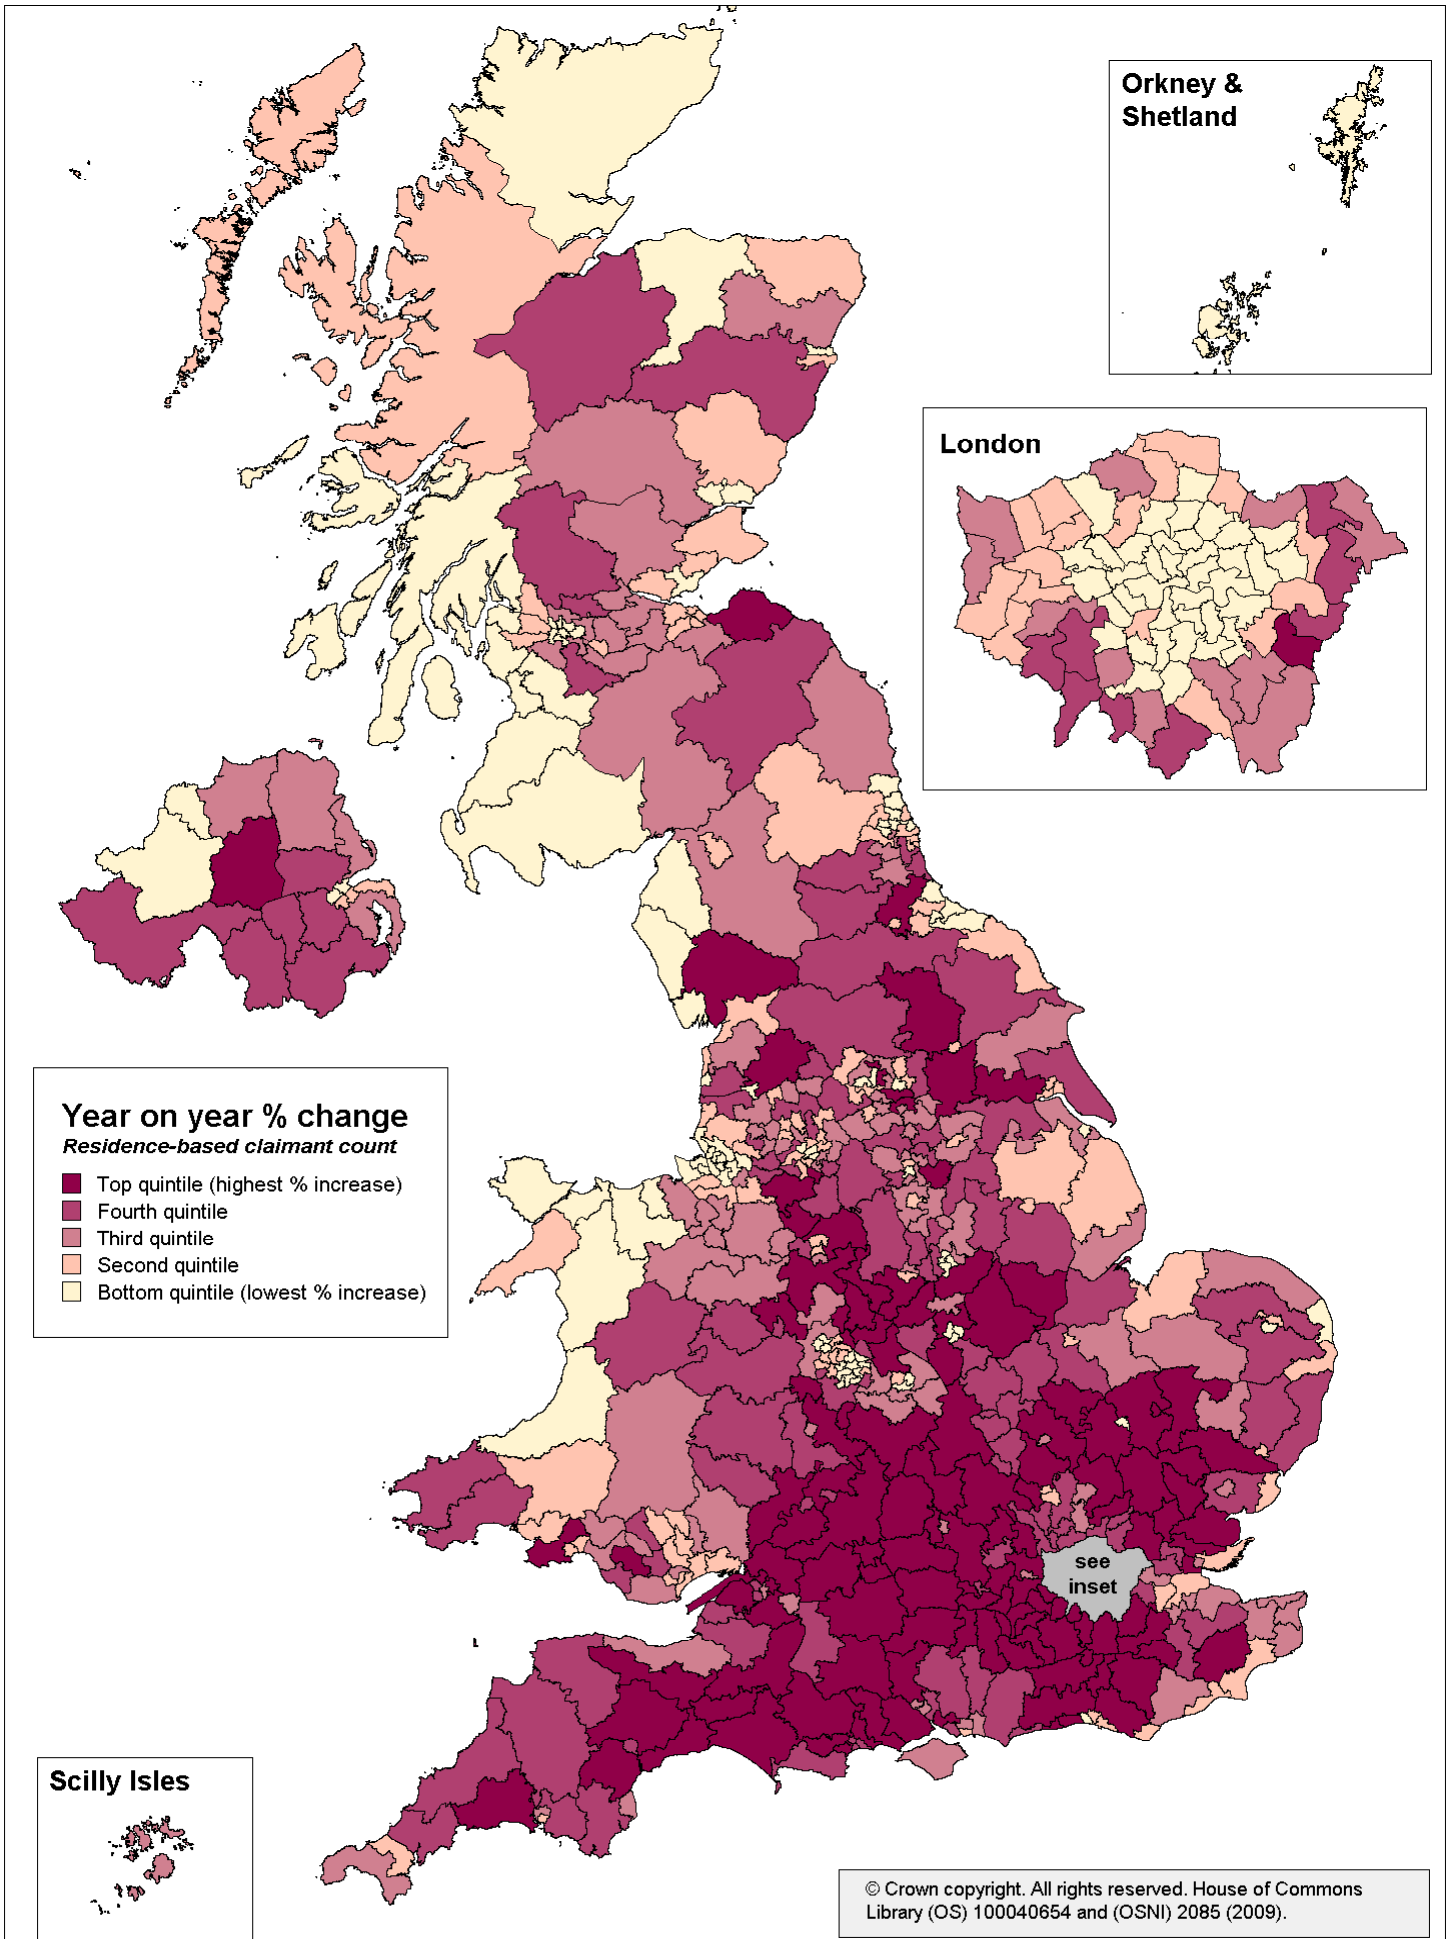 Orkney &
Shetland
London
Year on year % change
Residence-based claimant count
Top quintile (highest % increase)
Fourth quintile
Third quintile
Second quintile
Bottom quintile (lowest % increase)
see
inset
Scilly Isles
© Crown copyright. All rights reserved. House of Commons
Library (OS) 100040654 and (OSNI) 2085 (2009).